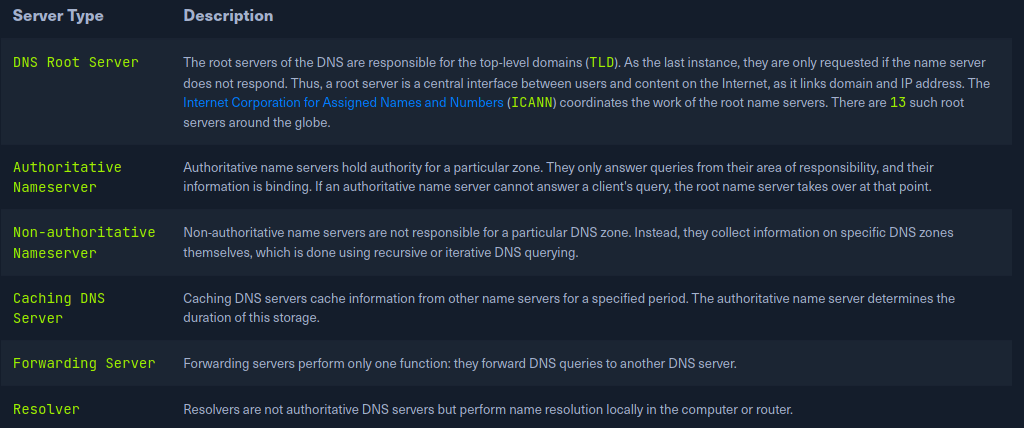 Server Type Description
DNS Root Server The root servers of the DNS are responsible for the top-level domains (TLD). As the last instance, they are only requested if the name server
does not respond. Thus, a root server is a central interface between users and content on the Internet, as it links domain and IP address. The
Internet Corporation for Assigned Names and Numbers (ICANN) coordinates the work of the root name servers. There are 13 such root
servers around the globe.
Authoritative Authoritative name servers hold authority for a particular zone. They only answer queries from their area of responsibility, and their
Nameserver information is binding. If an authoritative name server cannot answer a client's query, the root name server takes over at that point.
Non-authoritative Non-authoritative name servers are not responsible for a particular DNS zone. Instead, they collect information on specific DNS zones
Nameserver themselves, which is done using recursive or iterative DNS querying.
Caching DNS Caching DNS servers cache information from other name servers for a specified period. The authoritative name server determines the
Server duration of this storage.
Forwarding Server Forwarding servers perform only one function: they forward DNS queries to another DNS server.
Resolver Resolvers are not authoritative DNS servers but perform name resolution locally in the computer or router.